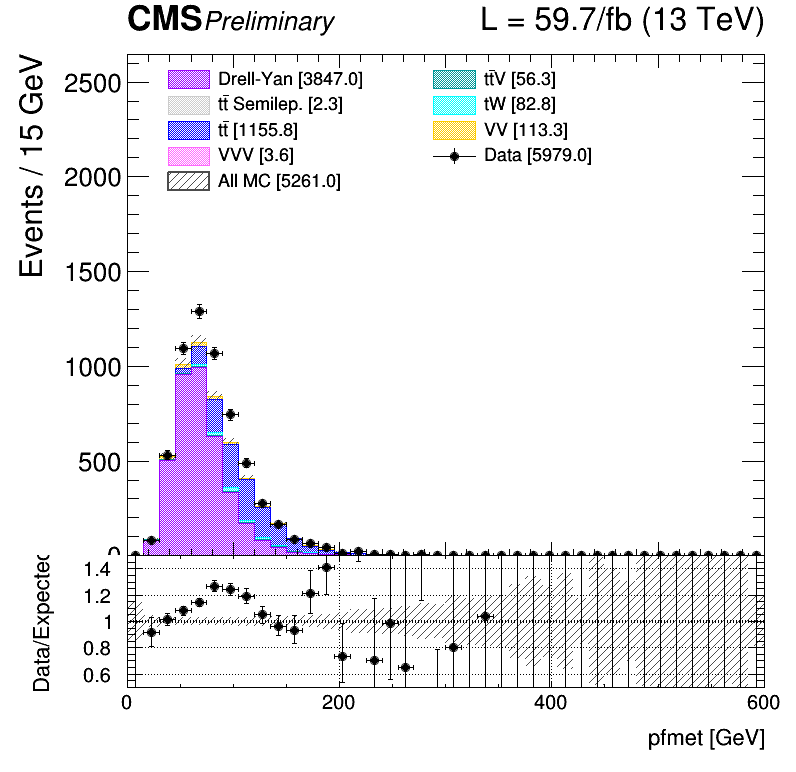 CMS Preliminary L = 59.7/fb (13 TeV)
Events / 15 GeV
2500
2000
1500
1000
500
0
Drell-Yan [3847.0]
tt̄ Semilep. [2.3]
tt̄ [1155.8]
VVV [3.6]
All MC [5261.0]
tt̄V [56.3]
tW [82.8]
VV [113.3]
Data [5979.0]
Data/Expected
1.4
1.2
1
0.8
0.6
0 200 400 600
pfmet [GeV]